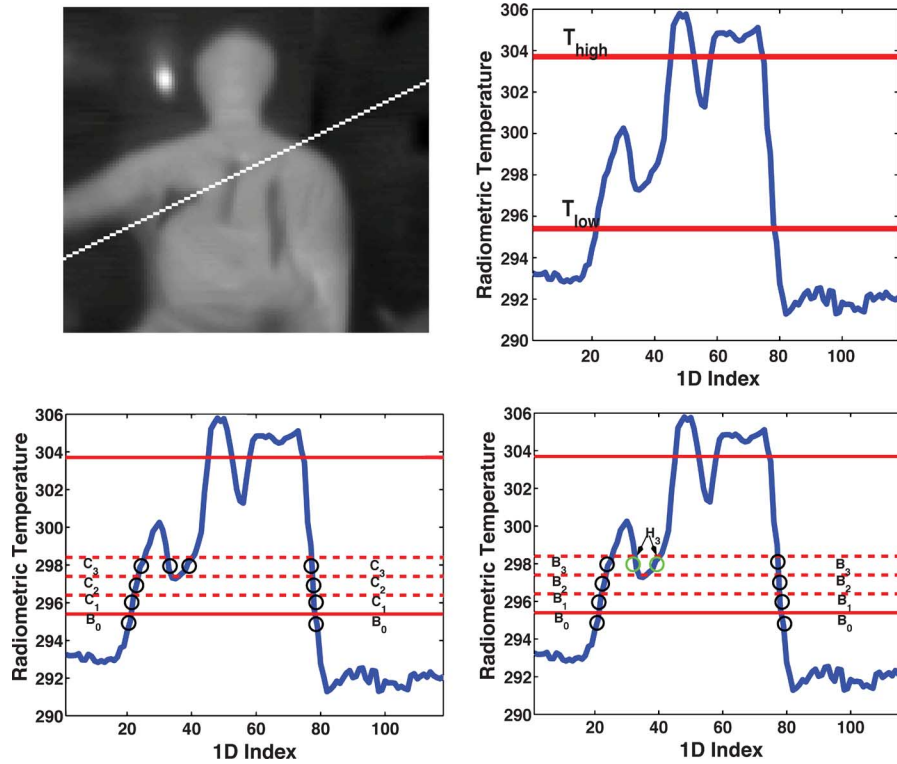 306
304
302
300
298
296
294
292
290
Radiometric Temperature
T_high
T_low
20 40 60 80 100
1D Index
306
304
302
300
298
296
294
292
290
Radiometric Temperature
C_3 C_3
C_2 C_2
C_1 C_1
B_0 B_0
20 40 60 80 100
1D Index
306
304
302
300
298
296
294
292
290
Radiometric Temperature
H_3
B_3 B_3
B_2 B_2
B_1 B_1
B_0 B_0
20 40 60 80 100
1D Index